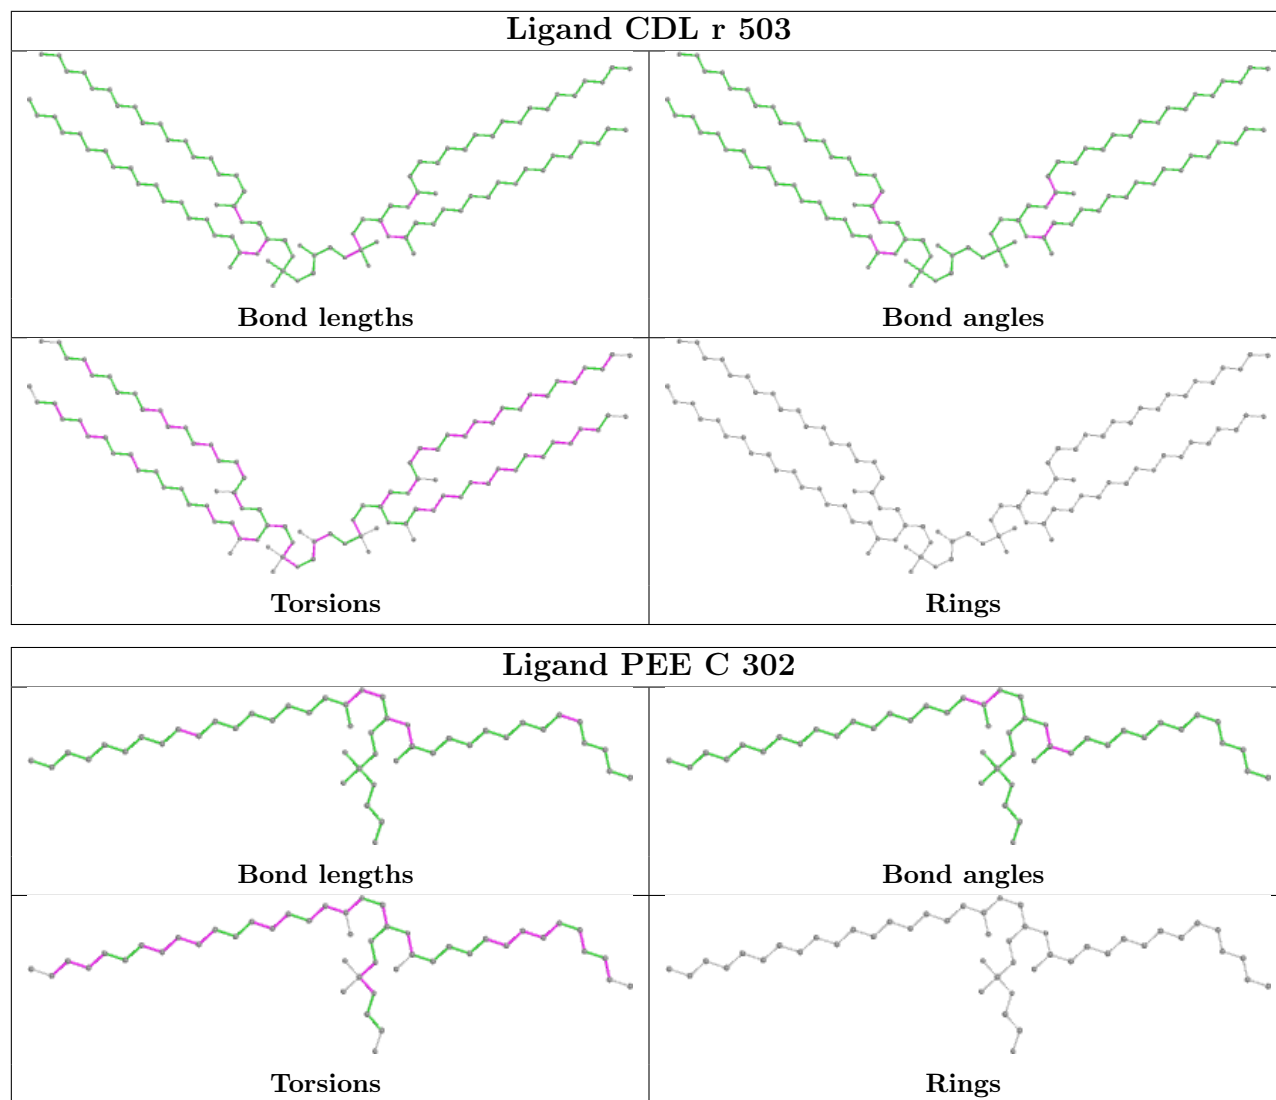 Ligand CDL r 503
Bond lengths
Bond angles
Torsions
Rings
Ligand PEE C 302
Bond lengths
Bond angles
Torsions
Rings